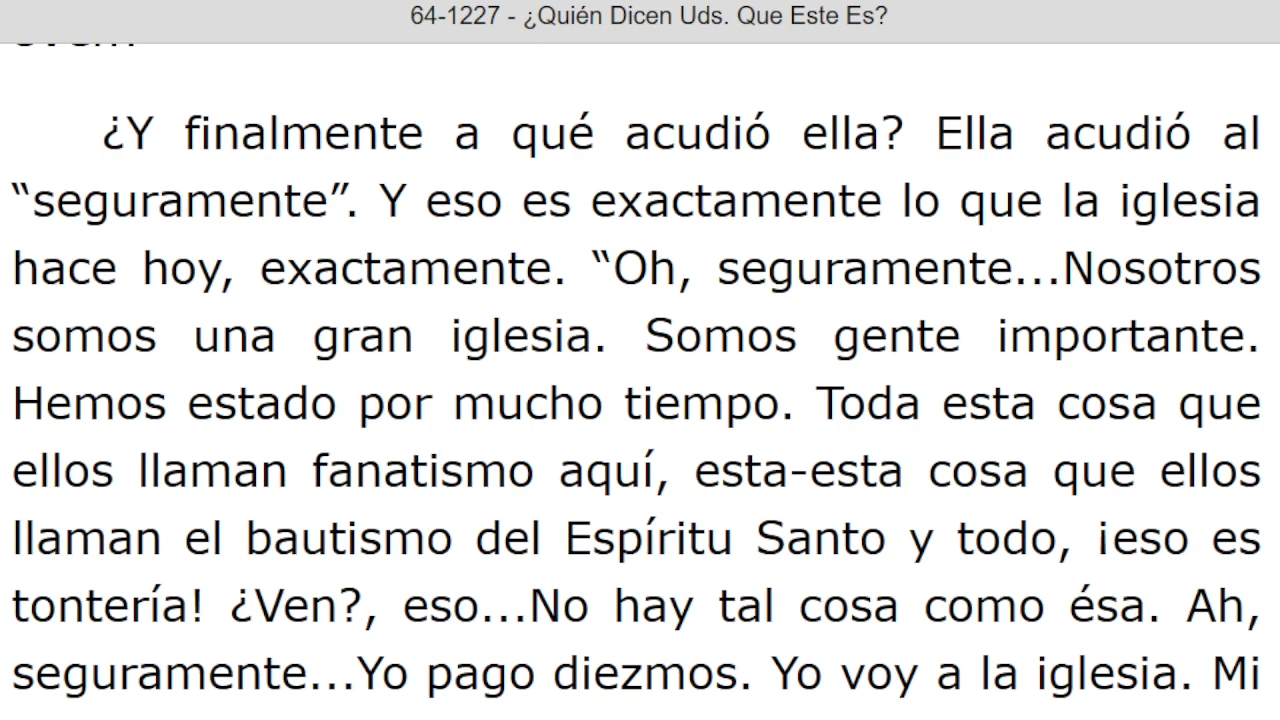 64-1227 - ¿Quién Dicen Uds. Que Este Es?
¿Y finalmente a qué acudió ella? Ella acudió al
“seguramente”. Y eso es exactamente lo que la iglesia
hace hoy, exactamente. “Oh, seguramente...Nosotros
somos una gran iglesia. Somos gente importante.
Hemos estado por mucho tiempo. Toda esta cosa que
ellos llaman fanatismo aquí, esta-esta cosa que ellos
llaman el bautismo del Espíritu Santo y todo, ¡eso es
tontería! ¿Ven?, eso...No hay tal cosa como ésa. Ah,
seguramente...Yo pago diezmos. Yo voy a la iglesia. Mi